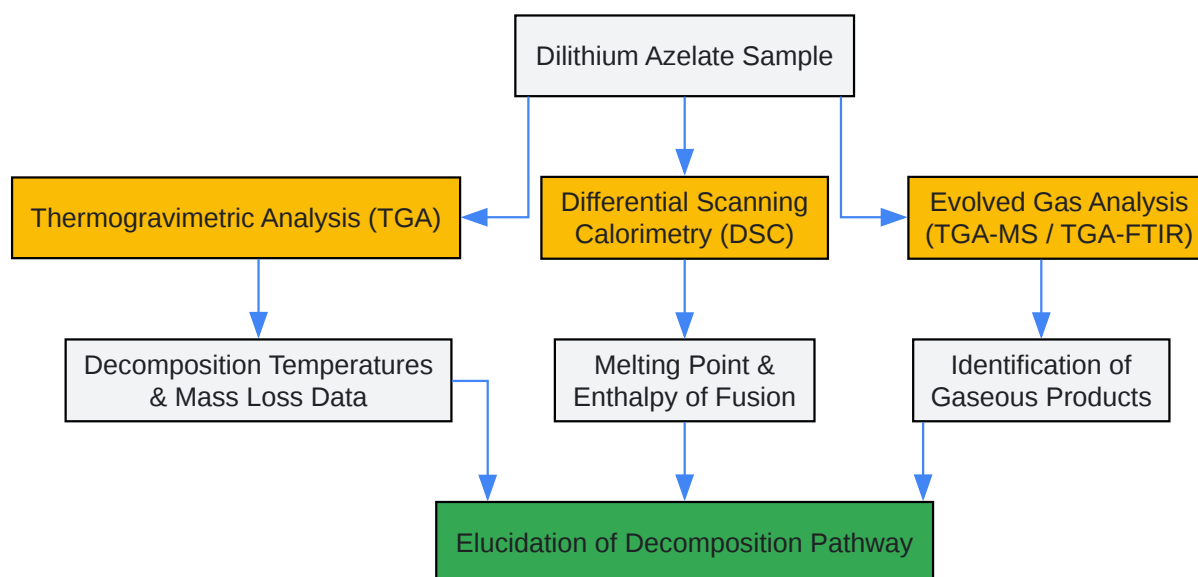 Dilithium Azelate Sample
Thermogravimetric Analysis (TGA)
Differential Scanning
Calorimetry (DSC)
Evolved Gas Analysis
(TGA-MS / TGA-FTIR)
Decomposition Temperatures
& Mass Loss Data
Melting Point &
Enthalpy of Fusion
Identification of
Gaseous Products
Elucidation of Decomposition Pathway